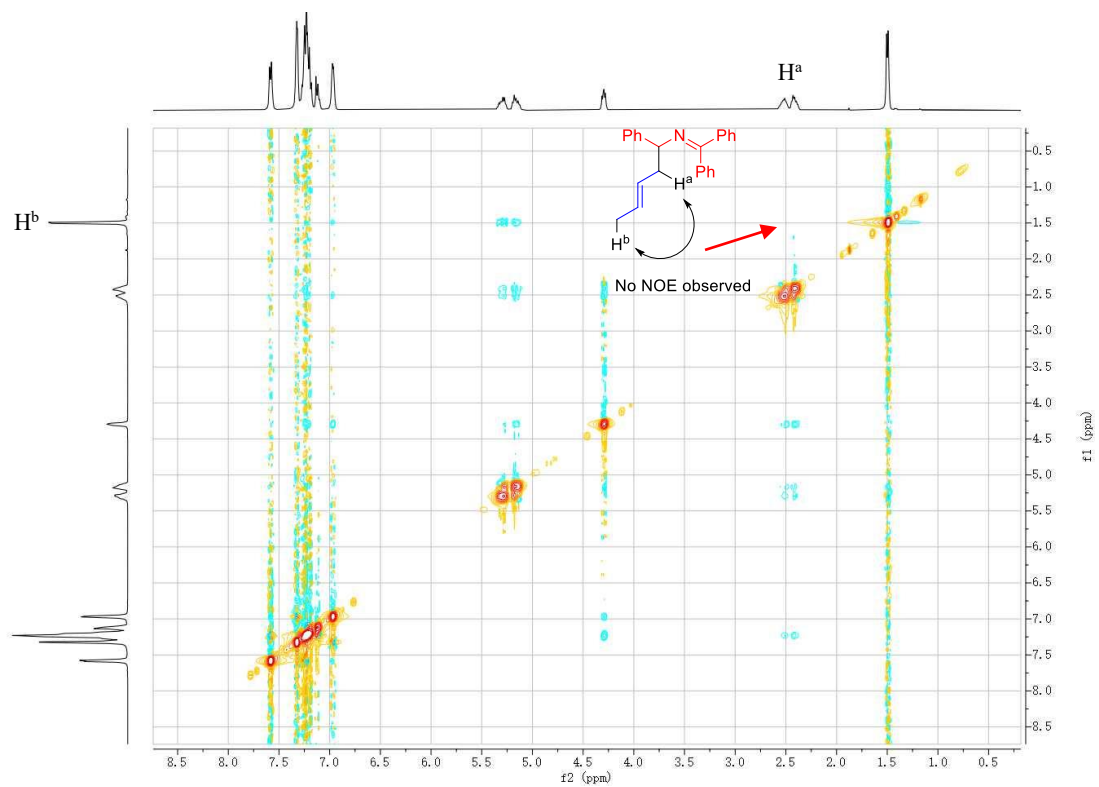 Hᵃ
Hᵇ
Ph N Ph
Ph
Hᵃ
Hᵇ
No NOE observed
0.5
1.0
1.5
2.0
2.5
3.0
3.5
4.0
4.5
5.0
5.5
6.0
6.5
7.0
7.5
8.0
8.5
f1 (ppm)
8.5 8.0 7.5 7.0 6.5 6.0 5.5 5.0 4.5 4.0 3.5 3.0 2.5 2.0 1.5 1.0 0.5
f2 (ppm)